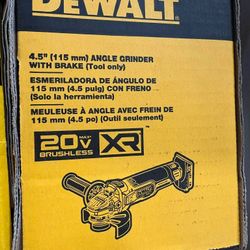 DEWALT
4.5" (115 mm) ANGLE GRINDER
WITH BRAKE (Tool only)
ESMERILADORA DE ÁNGULO DE
115 mm (4.5 pulg) CON FRENO
(Solo la herramienta)
MEULEUSE À ANGLE AVEC FREIN DE
115 mm (4.5 po) (Outil seulement)
20V MAX* XR
BRUSHLESS